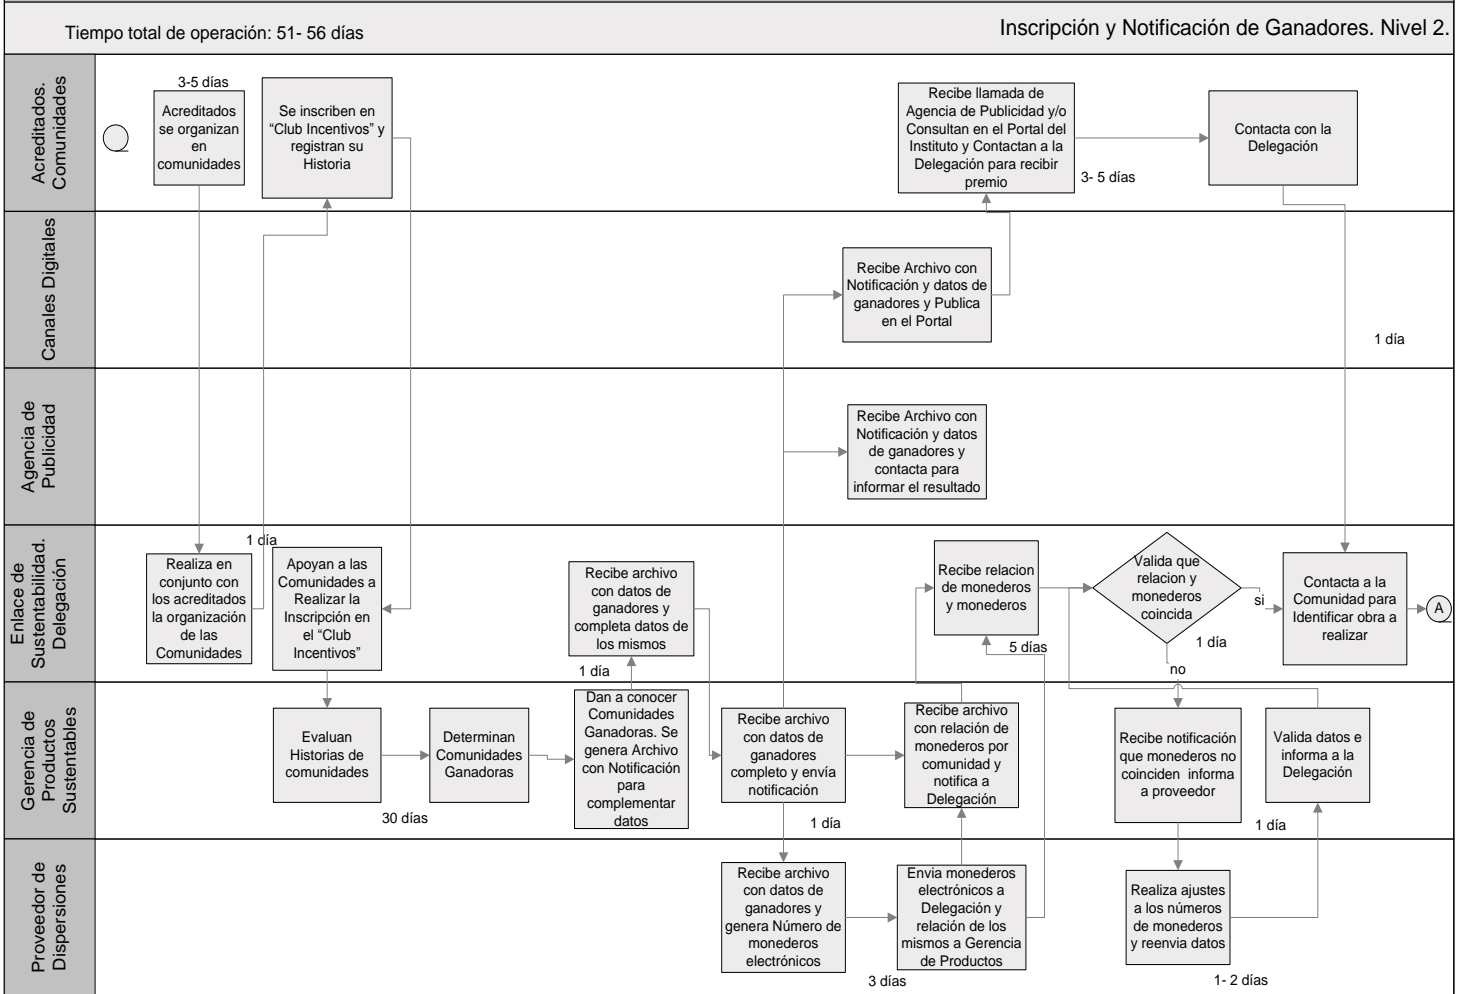 Tiempo total de operación: 51- 56 días
Inscripción y Notificación de Ganadores. Nivel 2.
Acreditados.
Comunidades
3-5 días
Acreditados
se organizan
en
comunidades
Se inscriben en
“Club Incentivos” y
registran su
Historia
Recibe llamada de
Agencia de Publicidad y/o
Consultan en el Portal del
Instituto y Contactan a la
Delegación para recibir
premio
3- 5 días
Contacta con la
Delegación
Canales Digitales
Recibe Archivo con
Notificación y datos de
ganadores y Publica
en el Portal
1 día
Agencia de
Publicidad
Recibe Archivo con
Notificación y datos
de ganadores y
contacta para
informar el resultado
Enlace de
Sustentabilidad.
Delegación
Realiza en
conjunto con
los acreditados
la organización
de las
Comunidades
1 día
Apoyan a las
Comunidades a
Realizar la
Inscripción en
el “Club
Incentivos”
Recibe archivo
con datos de
ganadores y
completa datos de
los mismos
1 día
Recibe relacion
de monederos
y monederos
5 días
Valida que
relacion y
monederos
coincida
si
1 día
no
Contacta a la
Comunidad para
Identificar obra a
realizar
A
Gerencia de
Productos
Sustentables
Evaluan
Historias de
comunidades
Determinan
Comunidades
Ganadoras
30 días
Dan a conocer
Comunidades
Ganadoras. Se
genera Archivo
con Notificación
para
complementar
datos
Recibe archivo
con datos de
ganadores
completo y envía
notificación
1 día
Recibe archivo
con relación de
monederos por
comunidad y
notifica a
Delegación
Recibe notificación
que monederos no
coinciden informa
a proveedor
Valida datos e
informa a la
Delegación
1 día
Proveedor de
Dispersiones
Recibe archivo
con datos de
ganadores y
genera Número de
monederos
electrónicos
3 días
Envia monederos
electrónicos a
Delegación y
relación de los
mismos a Gerencia
de Productos
Realiza ajustes
a los números
de monederos
y reenvia datos
1- 2 días